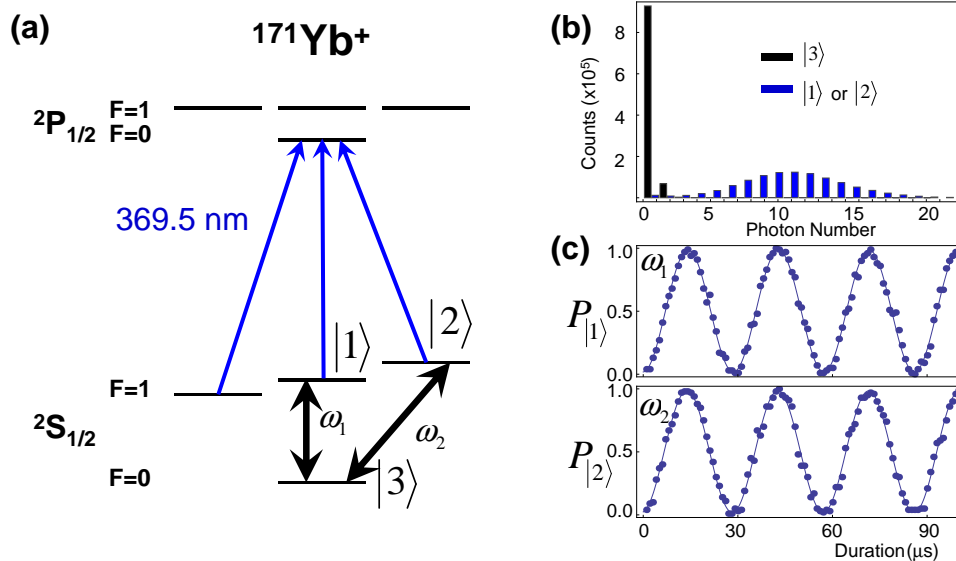 (a)
¹⁷¹Yb⁺
²P₁/₂
F=1
F=0
369.5 nm
|1⟩
|2⟩
F=1
ω₁
ω₂
²S₁/₂
F=0
|3⟩
(b)
Counts (x10⁵)
8
6
4
2
|3⟩
|1⟩ or |2⟩
0 5 10 15 20
Photon Number
(c)
ω₁
P|1⟩
1.0
0.5
0.0
ω₂
P|2⟩
1.0
0.5
0.0
0 30 60 90
Duration (μs)